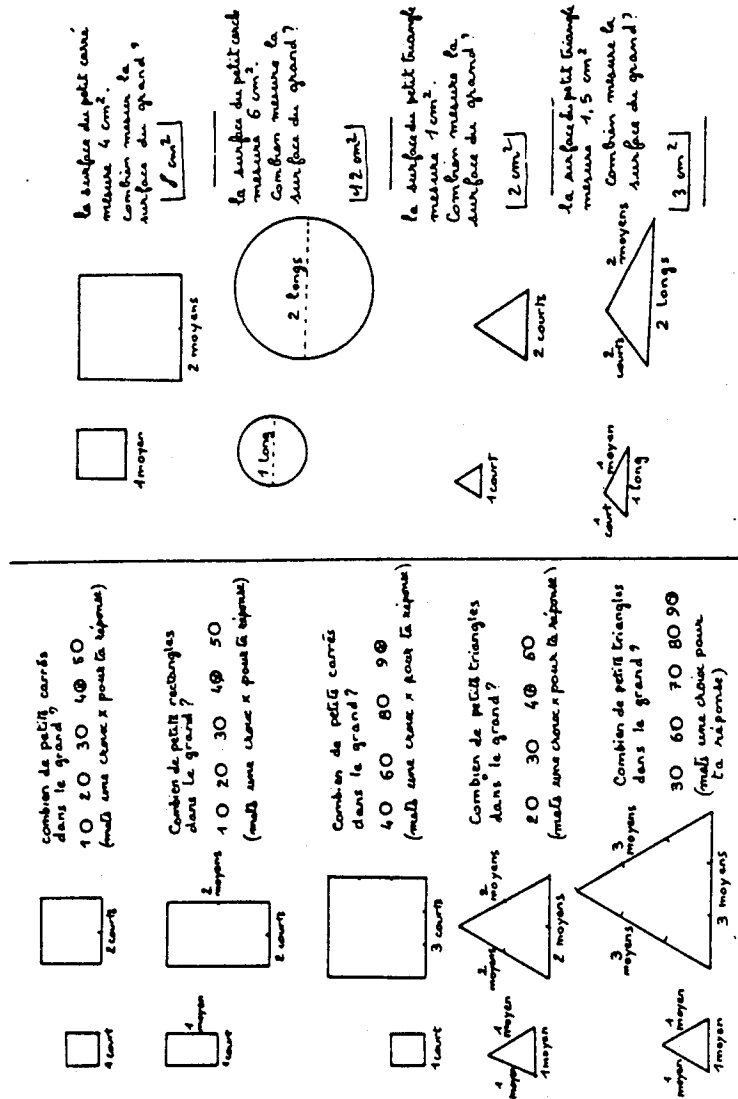 1 court
2 courts
combien de petits carrés
dans le grand ?
1 O 2 O 3 O 4 ⊗ 6 O
(mets une croix x pour ta réponse)
1 moyen
1 court
2 moyens
2 courts
Combien de petits rectangles
dans le grand ?
1 O 2 O 3 O 4 ⊗ 5 O
(mets une croix x pour ta réponse)
1 court
3 courts
Combien de petits carrés
dans le grand ?
4 O 6 O 8 O 9 ⊗
(mets une croix x pour ta réponse)
1 moyen
1 moyen
1 moyen
2 moyens
2 moyens
2 moyens
Combien de petits triangles
dans le grand ?
2 O 3 O 4 ⊗ 6 O
(mets une croix x pour ta réponse)
1 moyen
1 moyen
1 moyen
3 moyens
3 moyens
3 moyens
Combien de petits triangles
dans le grand ?
3 O 6 O 7 O 8 O 9 ⊗
(mets une croix pour
ta réponse)
1 moyen
2 moyens
la surface du petit carré
mesure 4 cm².
combien mesure la
surface du grand ?
8 cm²
1 long
2 longs
la surface du petit cercle
mesure 6 cm².
Combien mesure la
surface du grand ?
12 cm²
1 court
2 courts
la surface du petit triangle
mesure 1 cm².
Combien mesure la
surface du grand ?
2 cm²
1 court
1 moyen
1 long
2 courts
2 moyens
2 longs
la surface du petit triangle
mesure 1,5 cm²
Combien mesure la
surface du grand ?
3 cm²